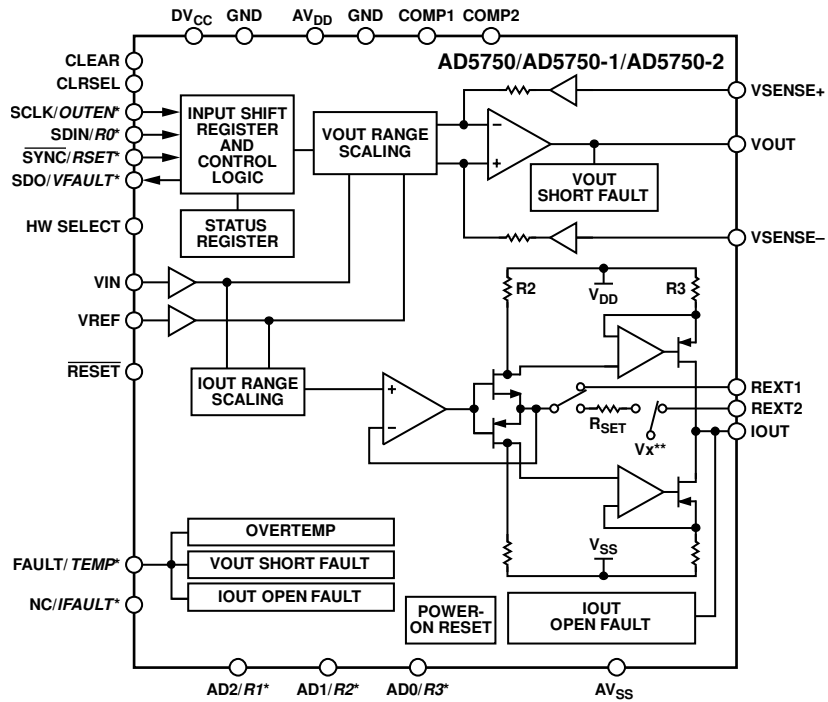 DVCC GND AVDD GND COMP1 COMP2
AD5750/AD5750-1/AD5750-2
CLEAR
CLRSEL
SCLK/OUTEN*
SDIN/R0*
SYNC/RSET*
SDO/VFAULT*
HW SELECT
VIN
VREF
RESET
FAULT/TEMP*
NC/IFAULT*
INPUT SHIFT
REGISTER
AND
CONTROL
LOGIC
STATUS
REGISTER
VOUT RANGE
SCALING
IOUT RANGE
SCALING
−
+
VOUT
SHORT FAULT
VSENSE+
VOUT
VSENSE–
R2
VDD
R3
+
−
RSET
Vx**
REXT1
REXT2
IOUT
VSS
OVERTEMP
VOUT SHORT FAULT
IOUT OPEN FAULT
POWER-
ON RESET
IOUT
OPEN FAULT
AD2/R1* AD1/R2* AD0/R3* AVSS